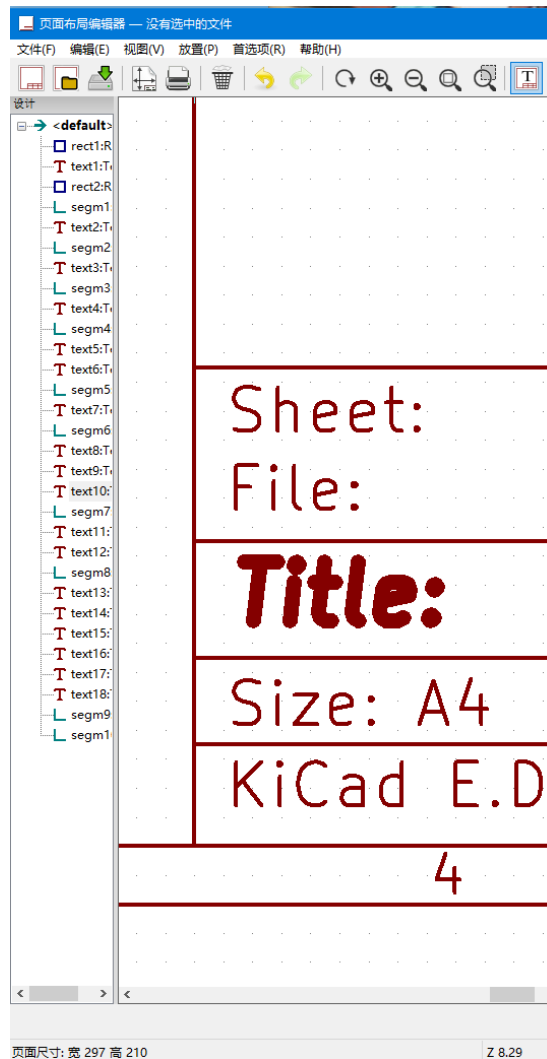 页面布局编辑器 — 没有选中的文件
文件(F) 编辑(E) 视图(V) 放置(P) 首选项(R) 帮助(H)
设计
<default>
rect1:R
text1:T
rect2:R
segm1
text2:T
segm2
text3:T
segm3
text4:T
segm4
text5:T
text6:T
segm5
text7:T
segm6
text8:T
text9:T
text10:
segm7
text11:
text12:
segm8
text13:
text14:
text15:
text16:
text17:
text18:
segm9
segm1
Sheet:
File:
Title:
Size: A4
KiCad E.D
4
页面尺寸: 宽 297 高 210
Z 8.29